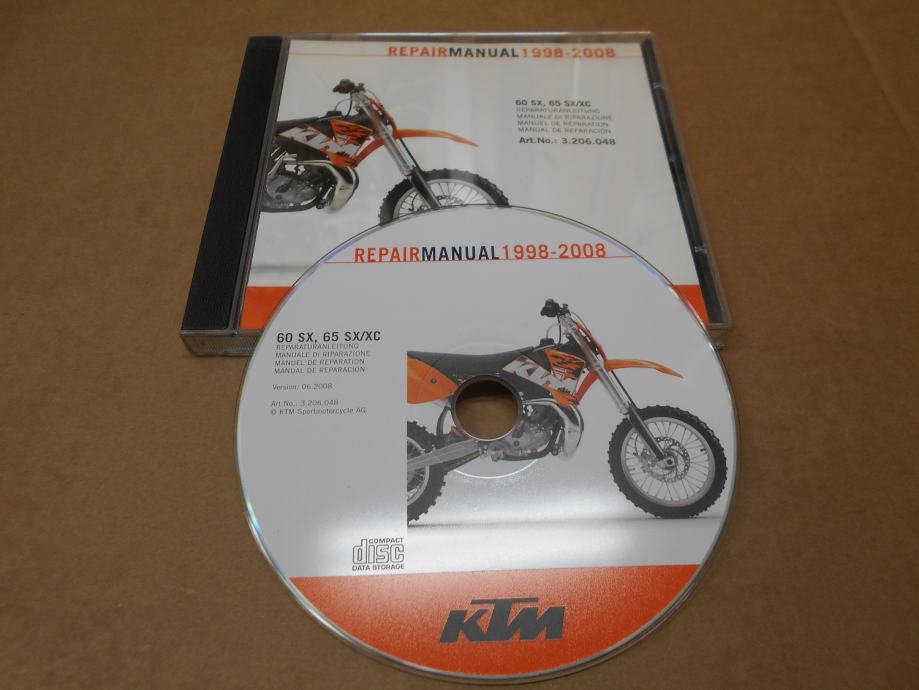 REPAIRMANUAL1998-2008
60 SX, 65 SX/XC
REPARATURANLEITUNG
MANUALE DI RIPARAZIONE
MANUEL DE RÉPARATION
MANUAL DE REPARACIÓN
Art.No.: 3.206.048
KTM
REPAIRMANUAL1998-2008
60 SX, 65 SX/XC
REPARATURANLEITUNG
MANUALE DI RIPARAZIONE
MANUEL DE REPARATION
MANUAL DE REPARACION
Version: 06.2008
Art.No.: 3.206.048
© KTM-Sportmotorcycle AG
KTM
COMPACT
disc
DATA STORAGE
KTM